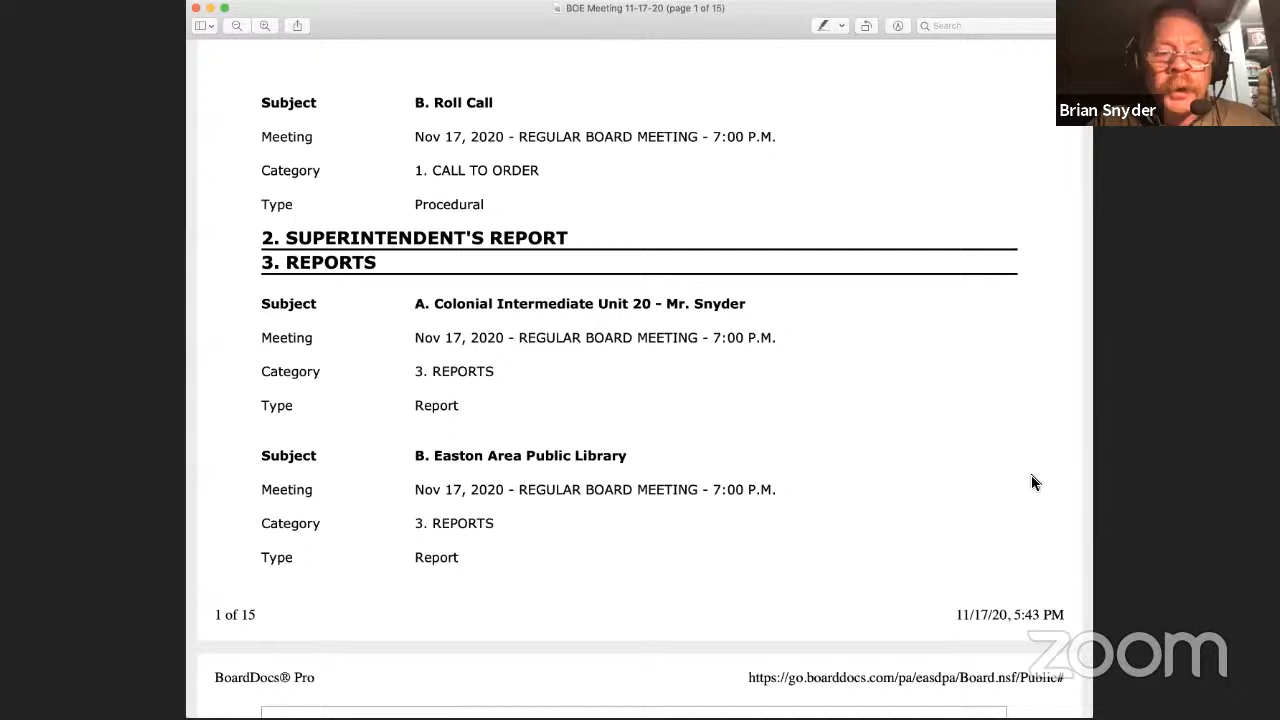 BOE Meeting 11-17-20 (page 1 of 15)
Search
Brian Snyder
Subject B. Roll Call
Meeting Nov 17, 2020 - REGULAR BOARD MEETING - 7:00 P.M.
Category 1. CALL TO ORDER
Type Procedural
2. SUPERINTENDENT'S REPORT
3. REPORTS
Subject A. Colonial Intermediate Unit 20 - Mr. Snyder
Meeting Nov 17, 2020 - REGULAR BOARD MEETING - 7:00 P.M.
Category 3. REPORTS
Type Report
Subject B. Easton Area Public Library
Meeting Nov 17, 2020 - REGULAR BOARD MEETING - 7:00 P.M.
Category 3. REPORTS
Type Report
1 of 15 11/17/20, 5:43 PM
zoom
BoardDocs® Pro https://go.boarddocs.com/pa/easdpa/Board.nsf/Public#